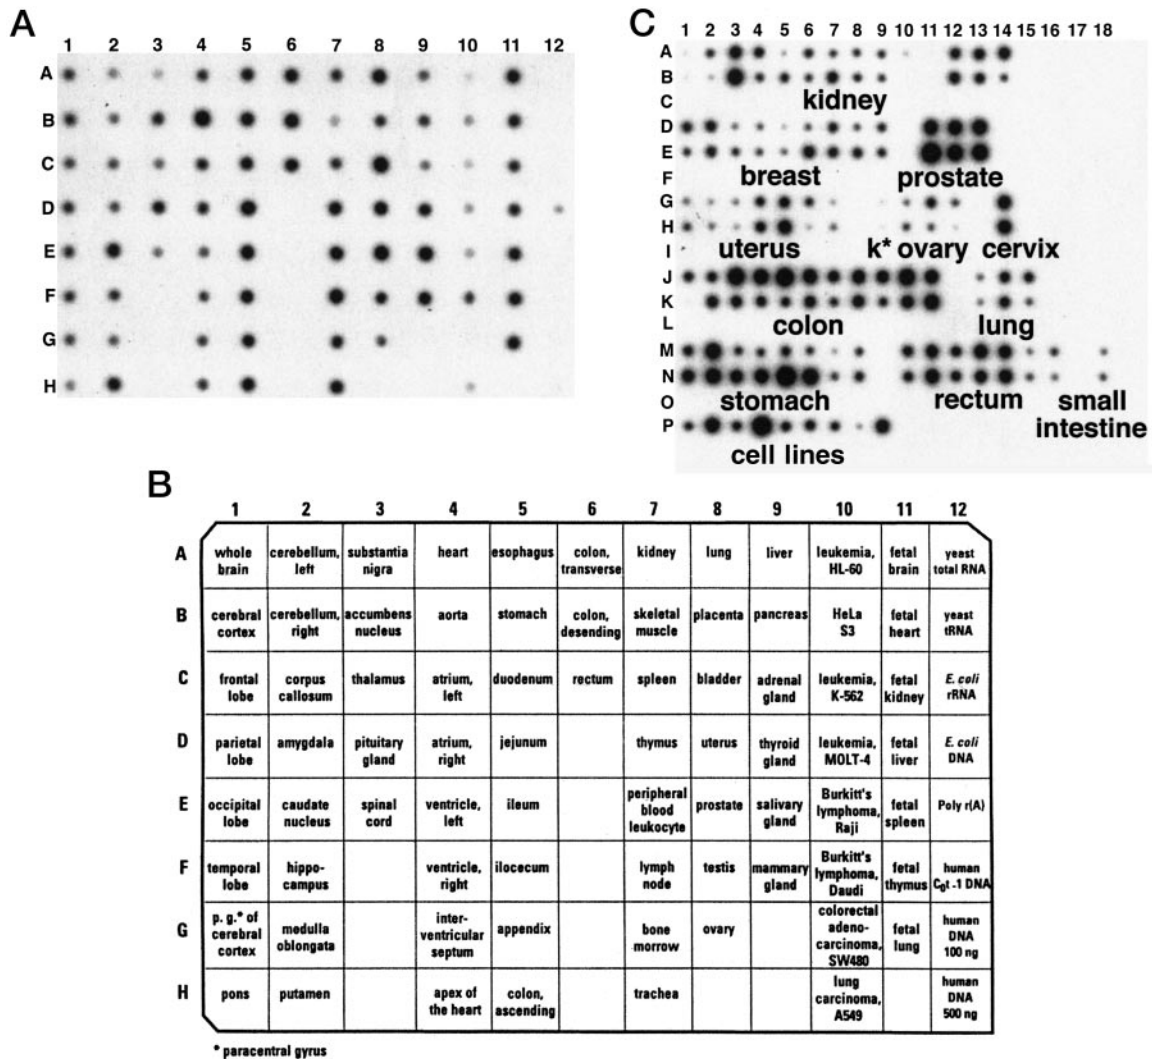 A
1 2 3 4 5 6 7 8 9 10 11 12
A
B
C
D
E
F
G
H
C
1 2 3 4 5 6 7 8 9 10 11 12 13 14 15 16 17 18
A
B
kidney
C
D
E
breast prostate
F
G
H
uterus k* ovary cervix
I
J
K
colon lung
L
M
N
stomach rectum small
intestine
O
P
cell lines
B
1 2 3 4 5 6 7 8 9 10 11 12
A
whole cerebellum, substantia heart esophagus colon, kidney lung liver leukemia, fetal yeast
brain left nigra transverse HL-60 brain total RNA
B
cerebral cerebellum, accumbens aorta stomach colon, skeletal placenta pancreas HeLa fetal yeast
cortex right nucleus desending muscle S3 heart tRNA
C
frontal corpus thalamus atrium, duodenum rectum spleen bladder adrenal leukemia, fetal E. coli
lobe callosum left gland K-562 kidney rRNA
D
parietal amygdala pituitary atrium, jejunum thymus uterus thyroid leukemia, fetal E. coli
lobe gland right gland MOLT-4 liver DNA
E
occipital caudate spinal ventricle, ileum peripheral prostate salivary Burkitt's fetal Poly r(A)
lobe nucleus cord left blood gland lymphoma, spleen
leukocyte Raji
F
temporal hippo- ventricle, ilocecum lymph testis mammary Burkitt's fetal human
lobe campus right node gland lymphoma, thymus C₀t -1 DNA
Daudi
G
p. g.* of medulla inter- appendix bone ovary colorectal fetal human
cerebral oblongata ventricular morrow adeno- lung DNA
cortex septum carcinoma, 100 ng
SW480
H
pons putamen apex of colon, trachea lung human
the heart ascending carcinoma, DNA
A549 500 ng
* paracentral gyrus